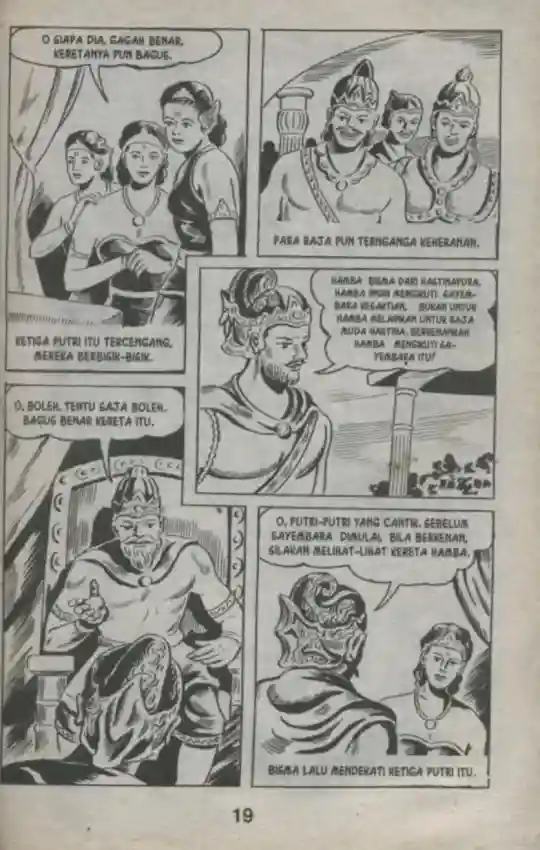 O SIAPA DIA, GAGAH BENAR.
KERETANYA PUN BAGUS.
KETIGA PUTRI ITU TERCENGANG.
MEREKA BERBISIK-BISIK.
PARA RAJA PUN TERNGANGA KEHERANAN.
HAMBA BISMA DARI HASTINAPURA.
HAMBA INGIN MENGIKUTI SAYEM-
BARA KESAKTIAN. BUKAN UNTUK
HAMBA MELAINKAN UNTUK RAJA
MUDA HASTINA. BERKENANKAH
HAMBA MENGIKUTI SA-
YEMBARA ITU?
O, BOLEH. TENTU SAJA BOLEH.
BAGUS BENAR KERETA ITU.
O, PUTRI-PUTRI YANG CANTIK. SEBELUM
SAYEMBARA DIMULAI, BILA BERKENAN,
SILAKAN MELIHAT-LIHAT KERETA HAMBA.
BISMA LALU MENDEKATI KETIGA PUTRI ITU.
19